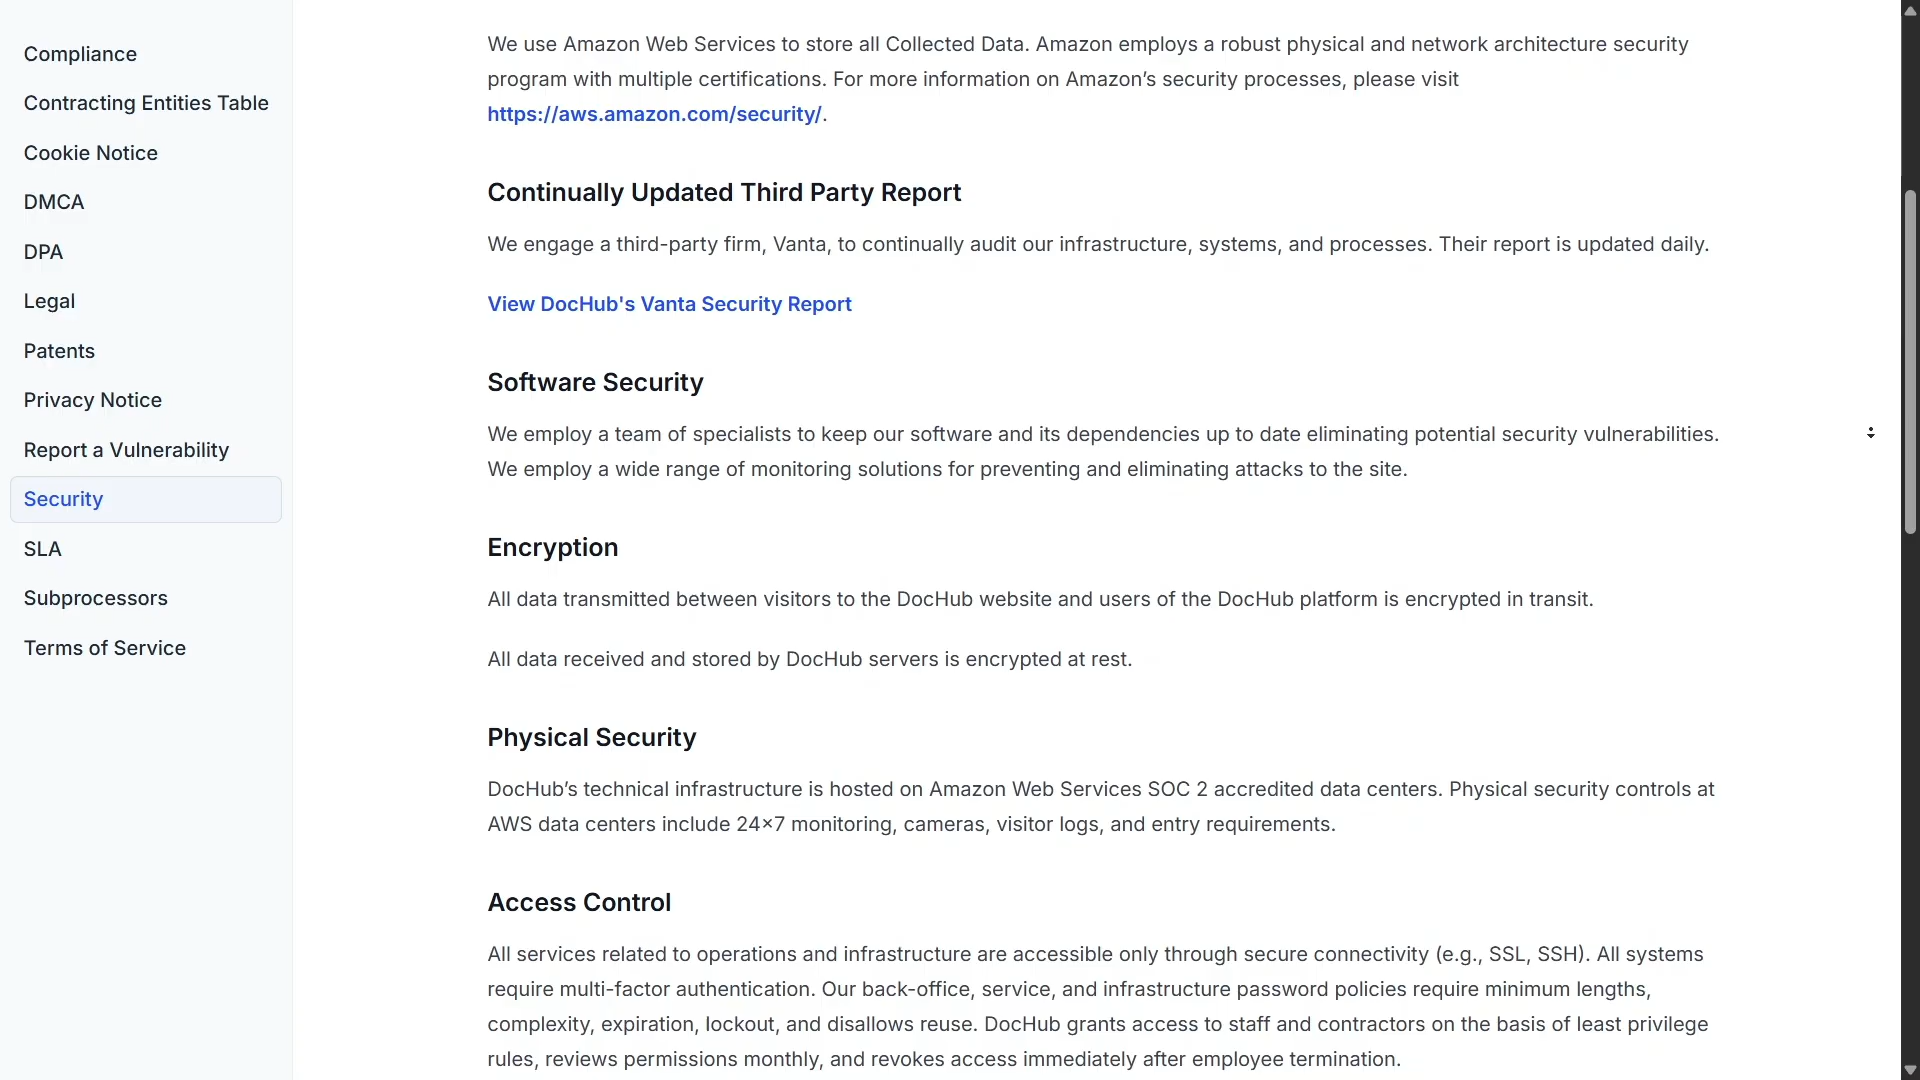 Compliance
Contracting Entities Table
Cookie Notice
DMCA
DPA
Legal
Patents
Privacy Notice
Report a Vulnerability
Security
SLA
Subprocessors
Terms of Service
We use Amazon Web Services to store all Collected Data. Amazon employs a robust physical and network architecture security
program with multiple certifications. For more information on Amazon’s security processes, please visit
https://aws.amazon.com/security/.
Continually Updated Third Party Report
We engage a third-party firm, Vanta, to continually audit our infrastructure, systems, and processes. Their report is updated daily.
View DocHub's Vanta Security Report
Software Security
We employ a team of specialists to keep our software and its dependencies up to date eliminating potential security vulnerabilities.
We employ a wide range of monitoring solutions for preventing and eliminating attacks to the site.
Encryption
All data transmitted between visitors to the DocHub website and users of the DocHub platform is encrypted in transit.
All data received and stored by DocHub servers is encrypted at rest.
Physical Security
DocHub’s technical infrastructure is hosted on Amazon Web Services SOC 2 accredited data centers. Physical security controls at
AWS data centers include 24×7 monitoring, cameras, visitor logs, and entry requirements.
Access Control
All services related to operations and infrastructure are accessible only through secure connectivity (e.g., SSL, SSH). All systems
require multi-factor authentication. Our back-office, service, and infrastructure password policies require minimum lengths,
complexity, expiration, lockout, and disallows reuse. DocHub grants access to staff and contractors on the basis of least privilege
rules, reviews permissions monthly, and revokes access immediately after employee termination.